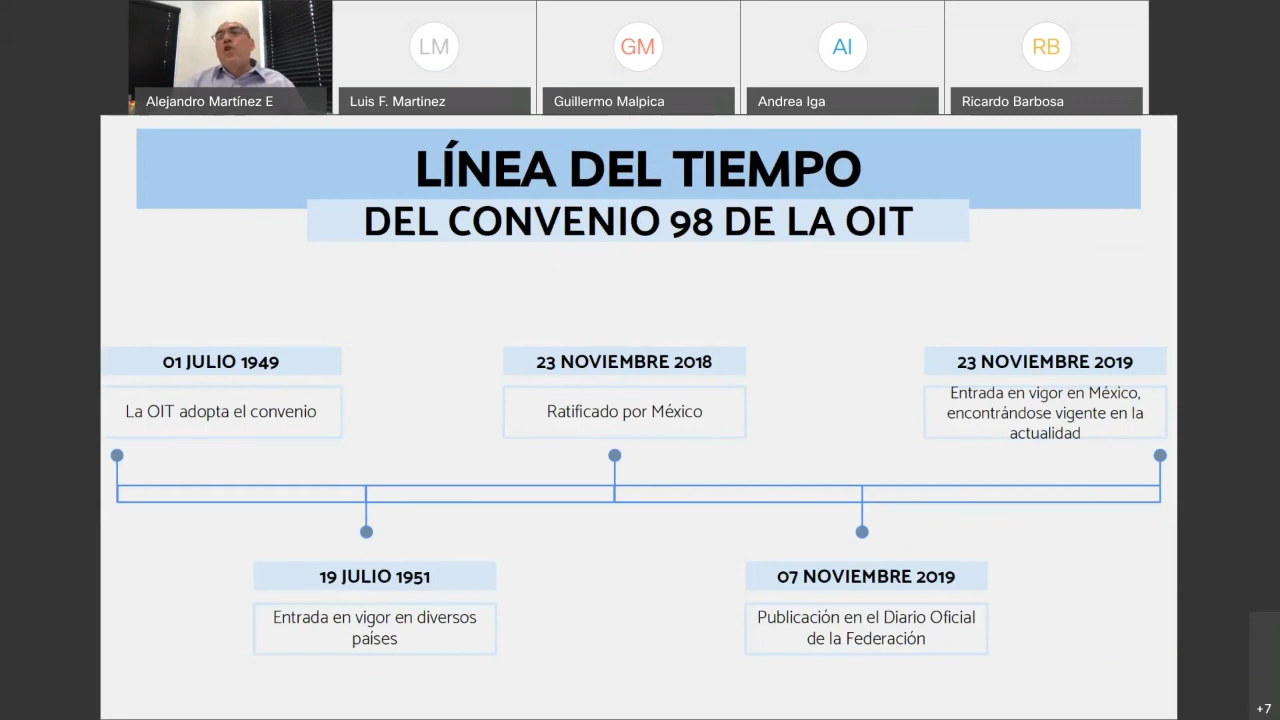 LM
GM
AI
RB
Alejandro Martínez E
Luis F. Martinez
Guillermo Malpica
Andrea Iga
Ricardo Barbosa
LÍNEA DEL TIEMPO
DEL CONVENIO 98 DE LA OIT
01 JULIO 1949
La OIT adopta el convenio
23 NOVIEMBRE 2018
Ratificado por México
23 NOVIEMBRE 2019
Entrada en vigor en México,
encontrándose vigente en la
actualidad
19 JULIO 1951
Entrada en vigor en diversos
países
07 NOVIEMBRE 2019
Publicación en el Diario Oficial
de la Federación
+7